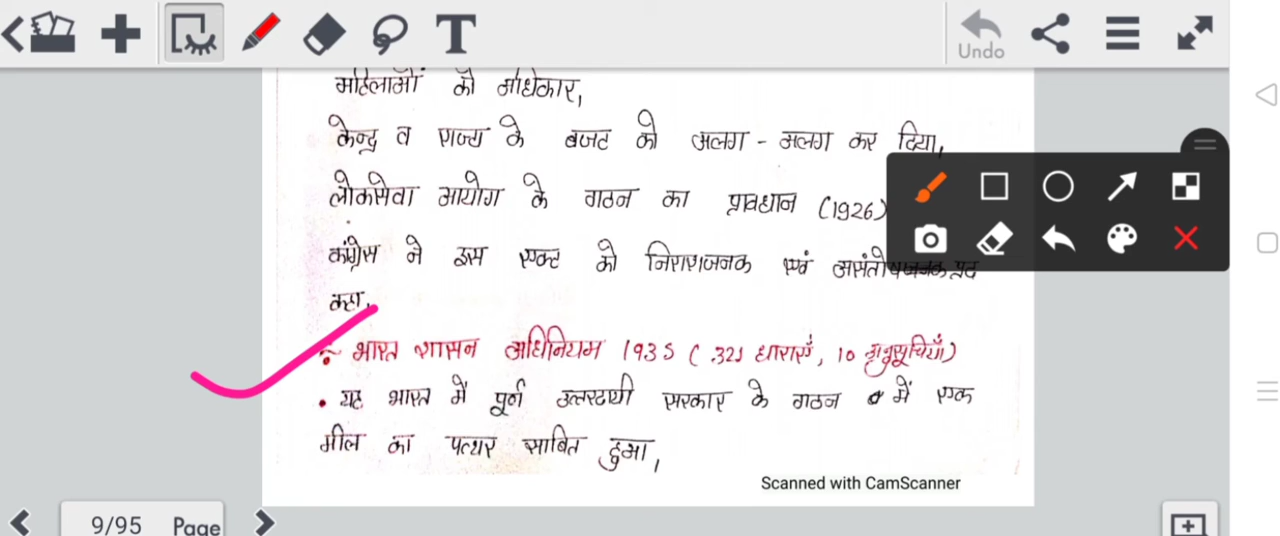 Undo
महिलाओं को अधिकार,
केन्द्र व राज्य के बजट को अलग - अलग कर दिया,
लोकसेवा आयोग के गठन का प्रावधान (1926)
कांग्रेस ने इस एक्ट को निराशाजनक एवं असंतोषजनक प्रद
कहा,
भारत शासन अधिनियम 1935 ( .321 धाराएँ, 10 अनुसूचियाँ)
• यह भारत में पूर्ण उत्तरदायी सरकार के गठन में एक
मील का पत्थर साबित हुआ,
Scanned with CamScanner
9/95 Page